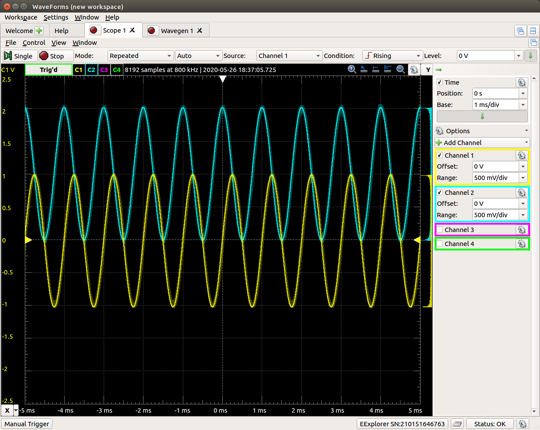 WaveForms (new workspace)
Workspace Settings Window Help
Welcome Help Scope 1 Wavegen 1
File Control View Window
Single Stop Mode: Repeated Auto Source: Channel 1 Condition: Rising Level: 0 V
C1 V Trig'd C1 C2 C3 C4 8192 samples at 800 kHz | 2020-05-26 18:37:05.725 Y
2.5
2
1.5
1
0.5
0
-0.5
-1
-1.5
-2
-2.5
X -5 ms -4 ms -3 ms -2 ms -1 ms 0 ms 1 ms 2 ms 3 ms 4 ms 5 ms
Time
Position: 0 s
Base: 1 ms/div
Options
Add Channel
Channel 1
Offset: 0 V
Range: 500 mV/div
Channel 2
Offset: 0 V
Range: 500 mV/div
Channel 3
Channel 4
Manual Trigger EExplorer SN:210151646763 Status: OK